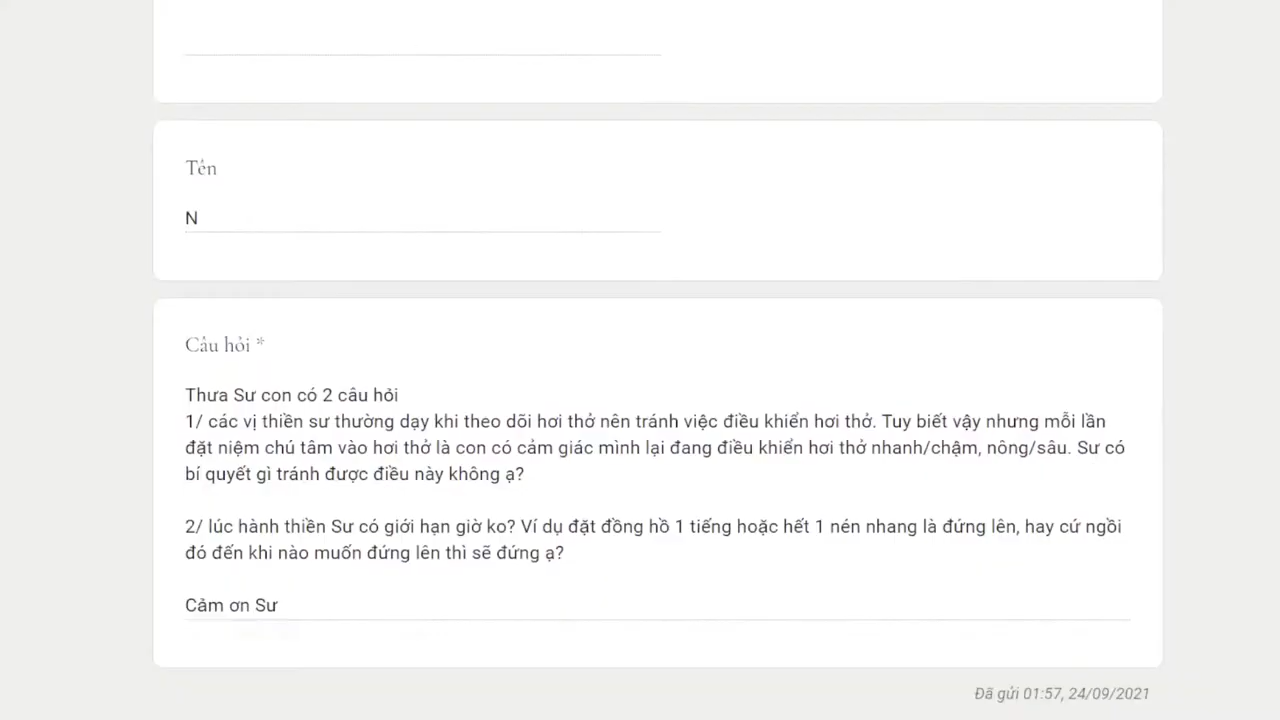 Tên
N
Câu hỏi *
Thưa Sư con có 2 câu hỏi
1/ các vị thiền sư thường dạy khi theo dõi hơi thở nên tránh việc điều khiển hơi thở. Tuy biết vậy nhưng mỗi lần
đặt niệm chú tâm vào hơi thở là con có cảm giác mình lại đang điều khiển hơi thở nhanh/chậm, nông/sâu. Sư có
bí quyết gì tránh được điều này không ạ?
2/ lúc hành thiền Sư có giới hạn giờ ko? Ví dụ đặt đồng hồ 1 tiếng hoặc hết 1 nén nhang là đứng lên, hay cứ ngồi
đó đến khi nào muốn đứng lên thì sẽ đứng ạ?
Cảm ơn Sư
Đã gửi 01:57, 24/09/2021